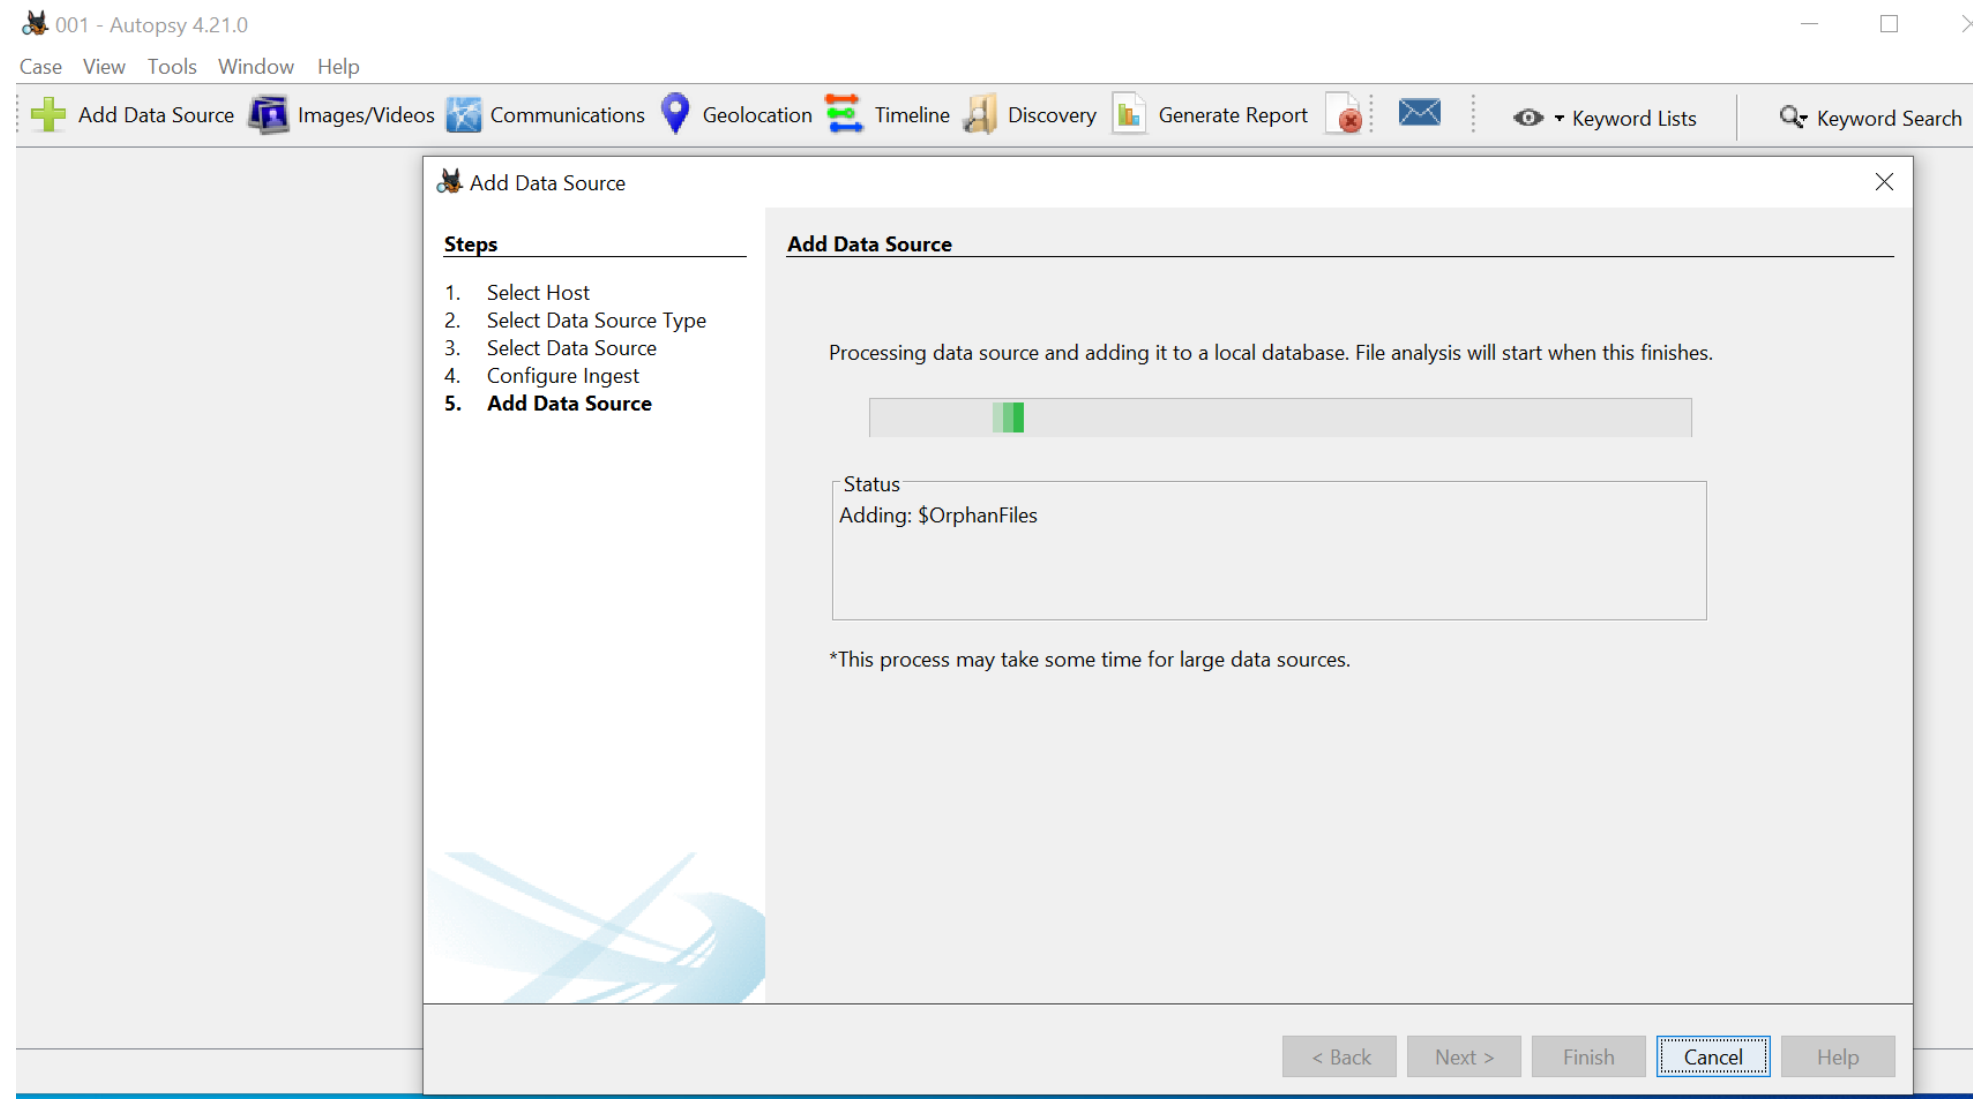 001 - Autopsy 4.21.0
Case View Tools Window Help
Add Data Source Images/Videos Communications Geolocation Timeline Discovery Generate Report Keyword Lists Keyword Search
Add Data Source
Steps
1. Select Host
2. Select Data Source Type
3. Select Data Source
4. Configure Ingest
5. Add Data Source
Add Data Source
Processing data source and adding it to a local database. File analysis will start when this finishes.
Status
Adding: $OrphanFiles
*This process may take some time for large data sources.
< Back Next > Finish Cancel Help